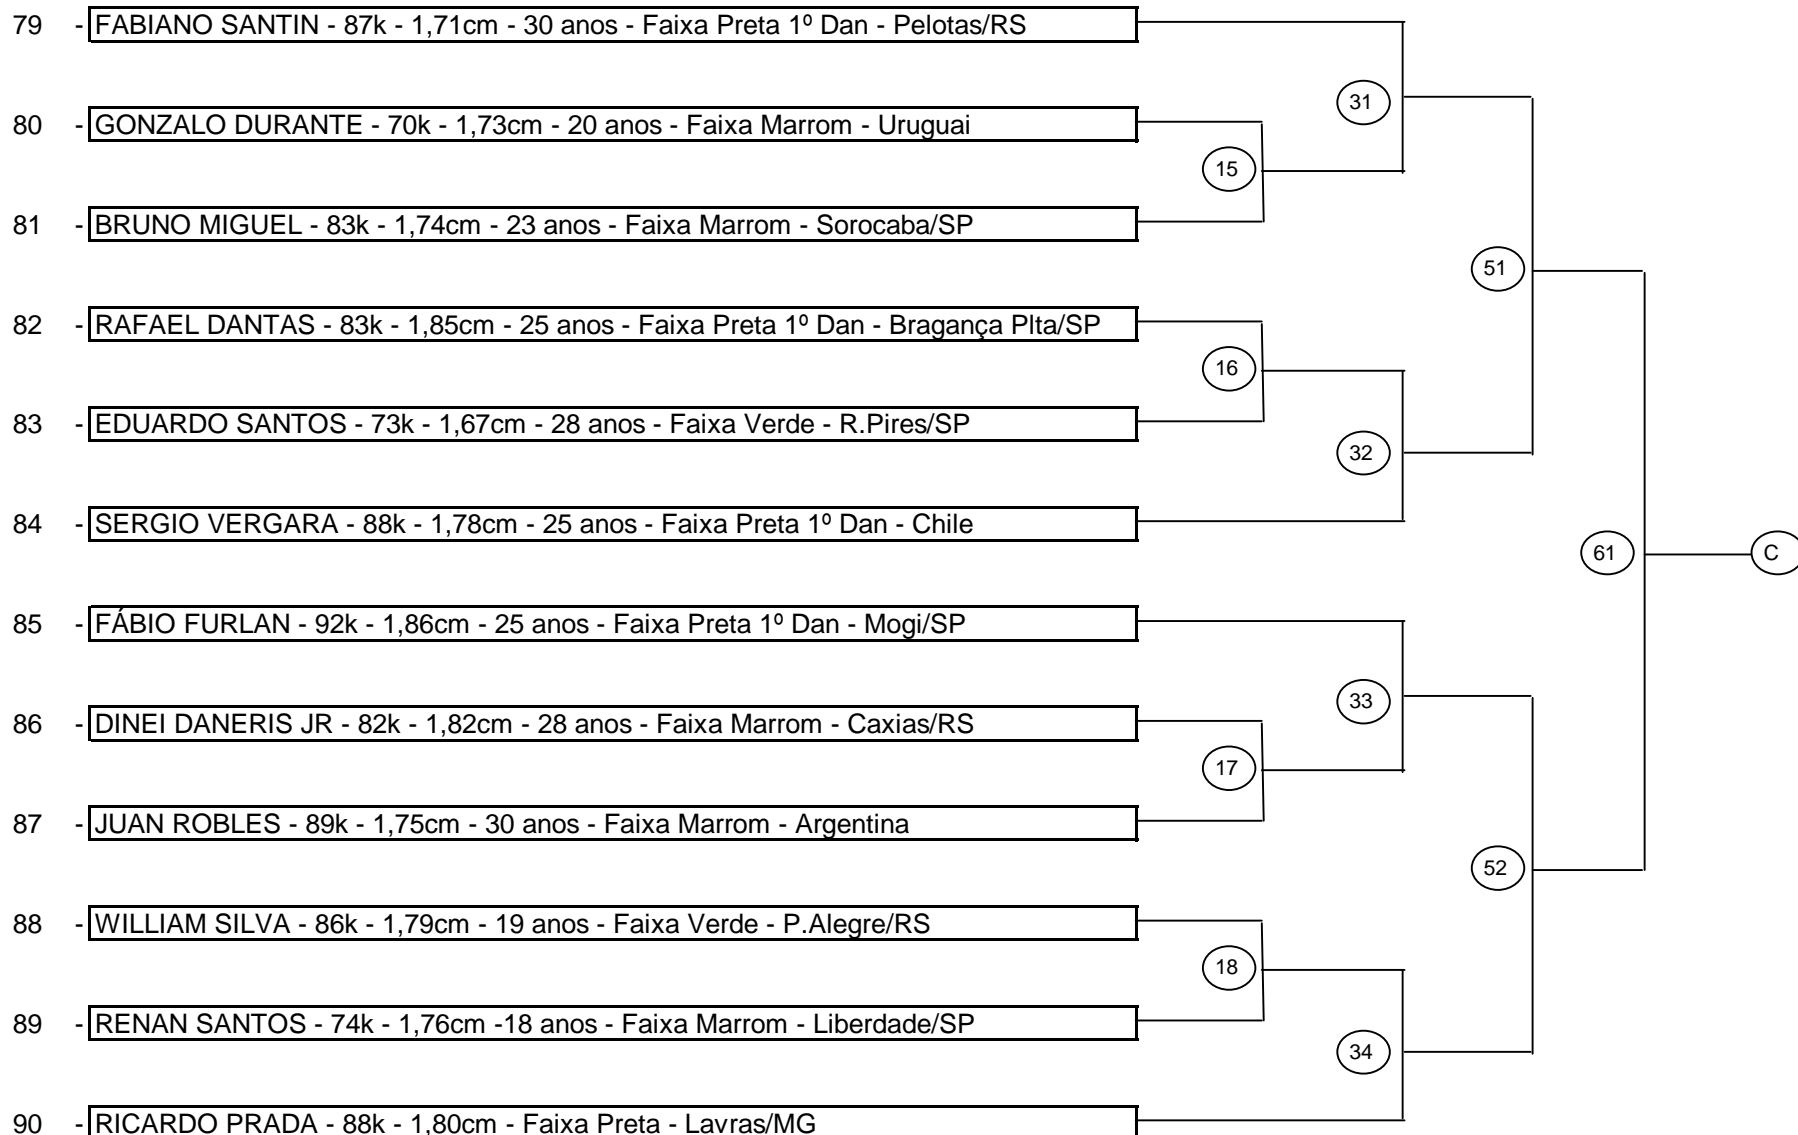 79 - FABIANO SANTIN - 87k - 1,71cm - 30 anos - Faixa Preta 1º Dan - Pelotas/RS
31
80 - GONZALO DURANTE - 70k - 1,73cm - 20 anos - Faixa Marrom - Uruguai
15
81 - BRUNO MIGUEL - 83k - 1,74cm - 23 anos - Faixa Marrom - Sorocaba/SP
51
82 - RAFAEL DANTAS - 83k - 1,85cm - 25 anos - Faixa Preta 1º Dan - Bragança Plta/SP
16
83 - EDUARDO SANTOS - 73k - 1,67cm - 28 anos - Faixa Verde - R.Pires/SP
32
84 - SERGIO VERGARA - 88k - 1,78cm - 25 anos - Faixa Preta 1º Dan - Chile
61 C
85 - FÁBIO FURLAN - 92k - 1,86cm - 25 anos - Faixa Preta 1º Dan - Mogi/SP
33
86 - DINEI DANERIS JR - 82k - 1,82cm - 28 anos - Faixa Marrom - Caxias/RS
17
87 - JUAN ROBLES - 89k - 1,75cm - 30 anos - Faixa Marrom - Argentina
52
88 - WILLIAM SILVA - 86k - 1,79cm - 19 anos - Faixa Verde - P.Alegre/RS
18
89 - RENAN SANTOS - 74k - 1,76cm -18 anos - Faixa Marrom - Liberdade/SP
34
90 - RICARDO PRADA - 88k - 1,80cm - Faixa Preta - Lavras/MG